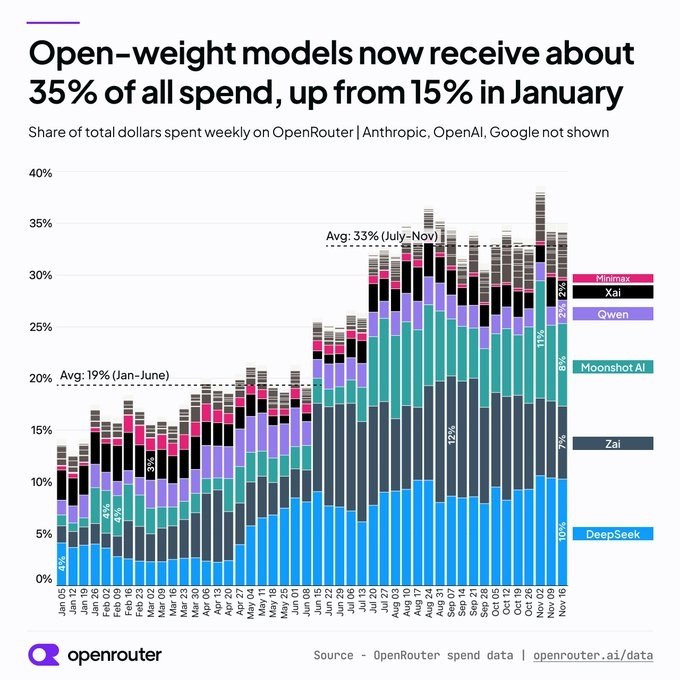 Open-weight models now receive about
35% of all spend, up from 15% in January
Share of total dollars spent weekly on OpenRouter | Anthropic, OpenAI, Google not shown
40%
35%
30%
25%
20%
15%
10%
5%
0%
Avg: 33% (July-Nov)
Avg: 19% (Jan-June)
4%
4%
4%
3%
12%
11%
2%
2%
8%
7%
10%
Minimax
Xai
Qwen
Moonshot AI
Zai
DeepSeek
Jan 05
Jan 12
Jan 19
Jan 26
Feb 02
Feb 09
Feb 16
Feb 23
Mar 02
Mar 09
Mar 16
Mar 23
Mar 30
Apr 06
Apr 13
Apr 20
Apr 27
May 04
May 11
May 18
May 25
Jun 01
Jun 08
Jun 15
Jun 22
Jun 29
Jul 06
Jul 13
Jul 20
Jul 27
Aug 03
Aug 10
Aug 17
Aug 24
Aug 31
Sep 07
Sep 14
Sep 21
Sep 28
Oct 05
Oct 12
Oct 19
Oct 26
Nov 02
Nov 09
Nov 16
openrouter
Source - OpenRouter spend data | openrouter.ai/data